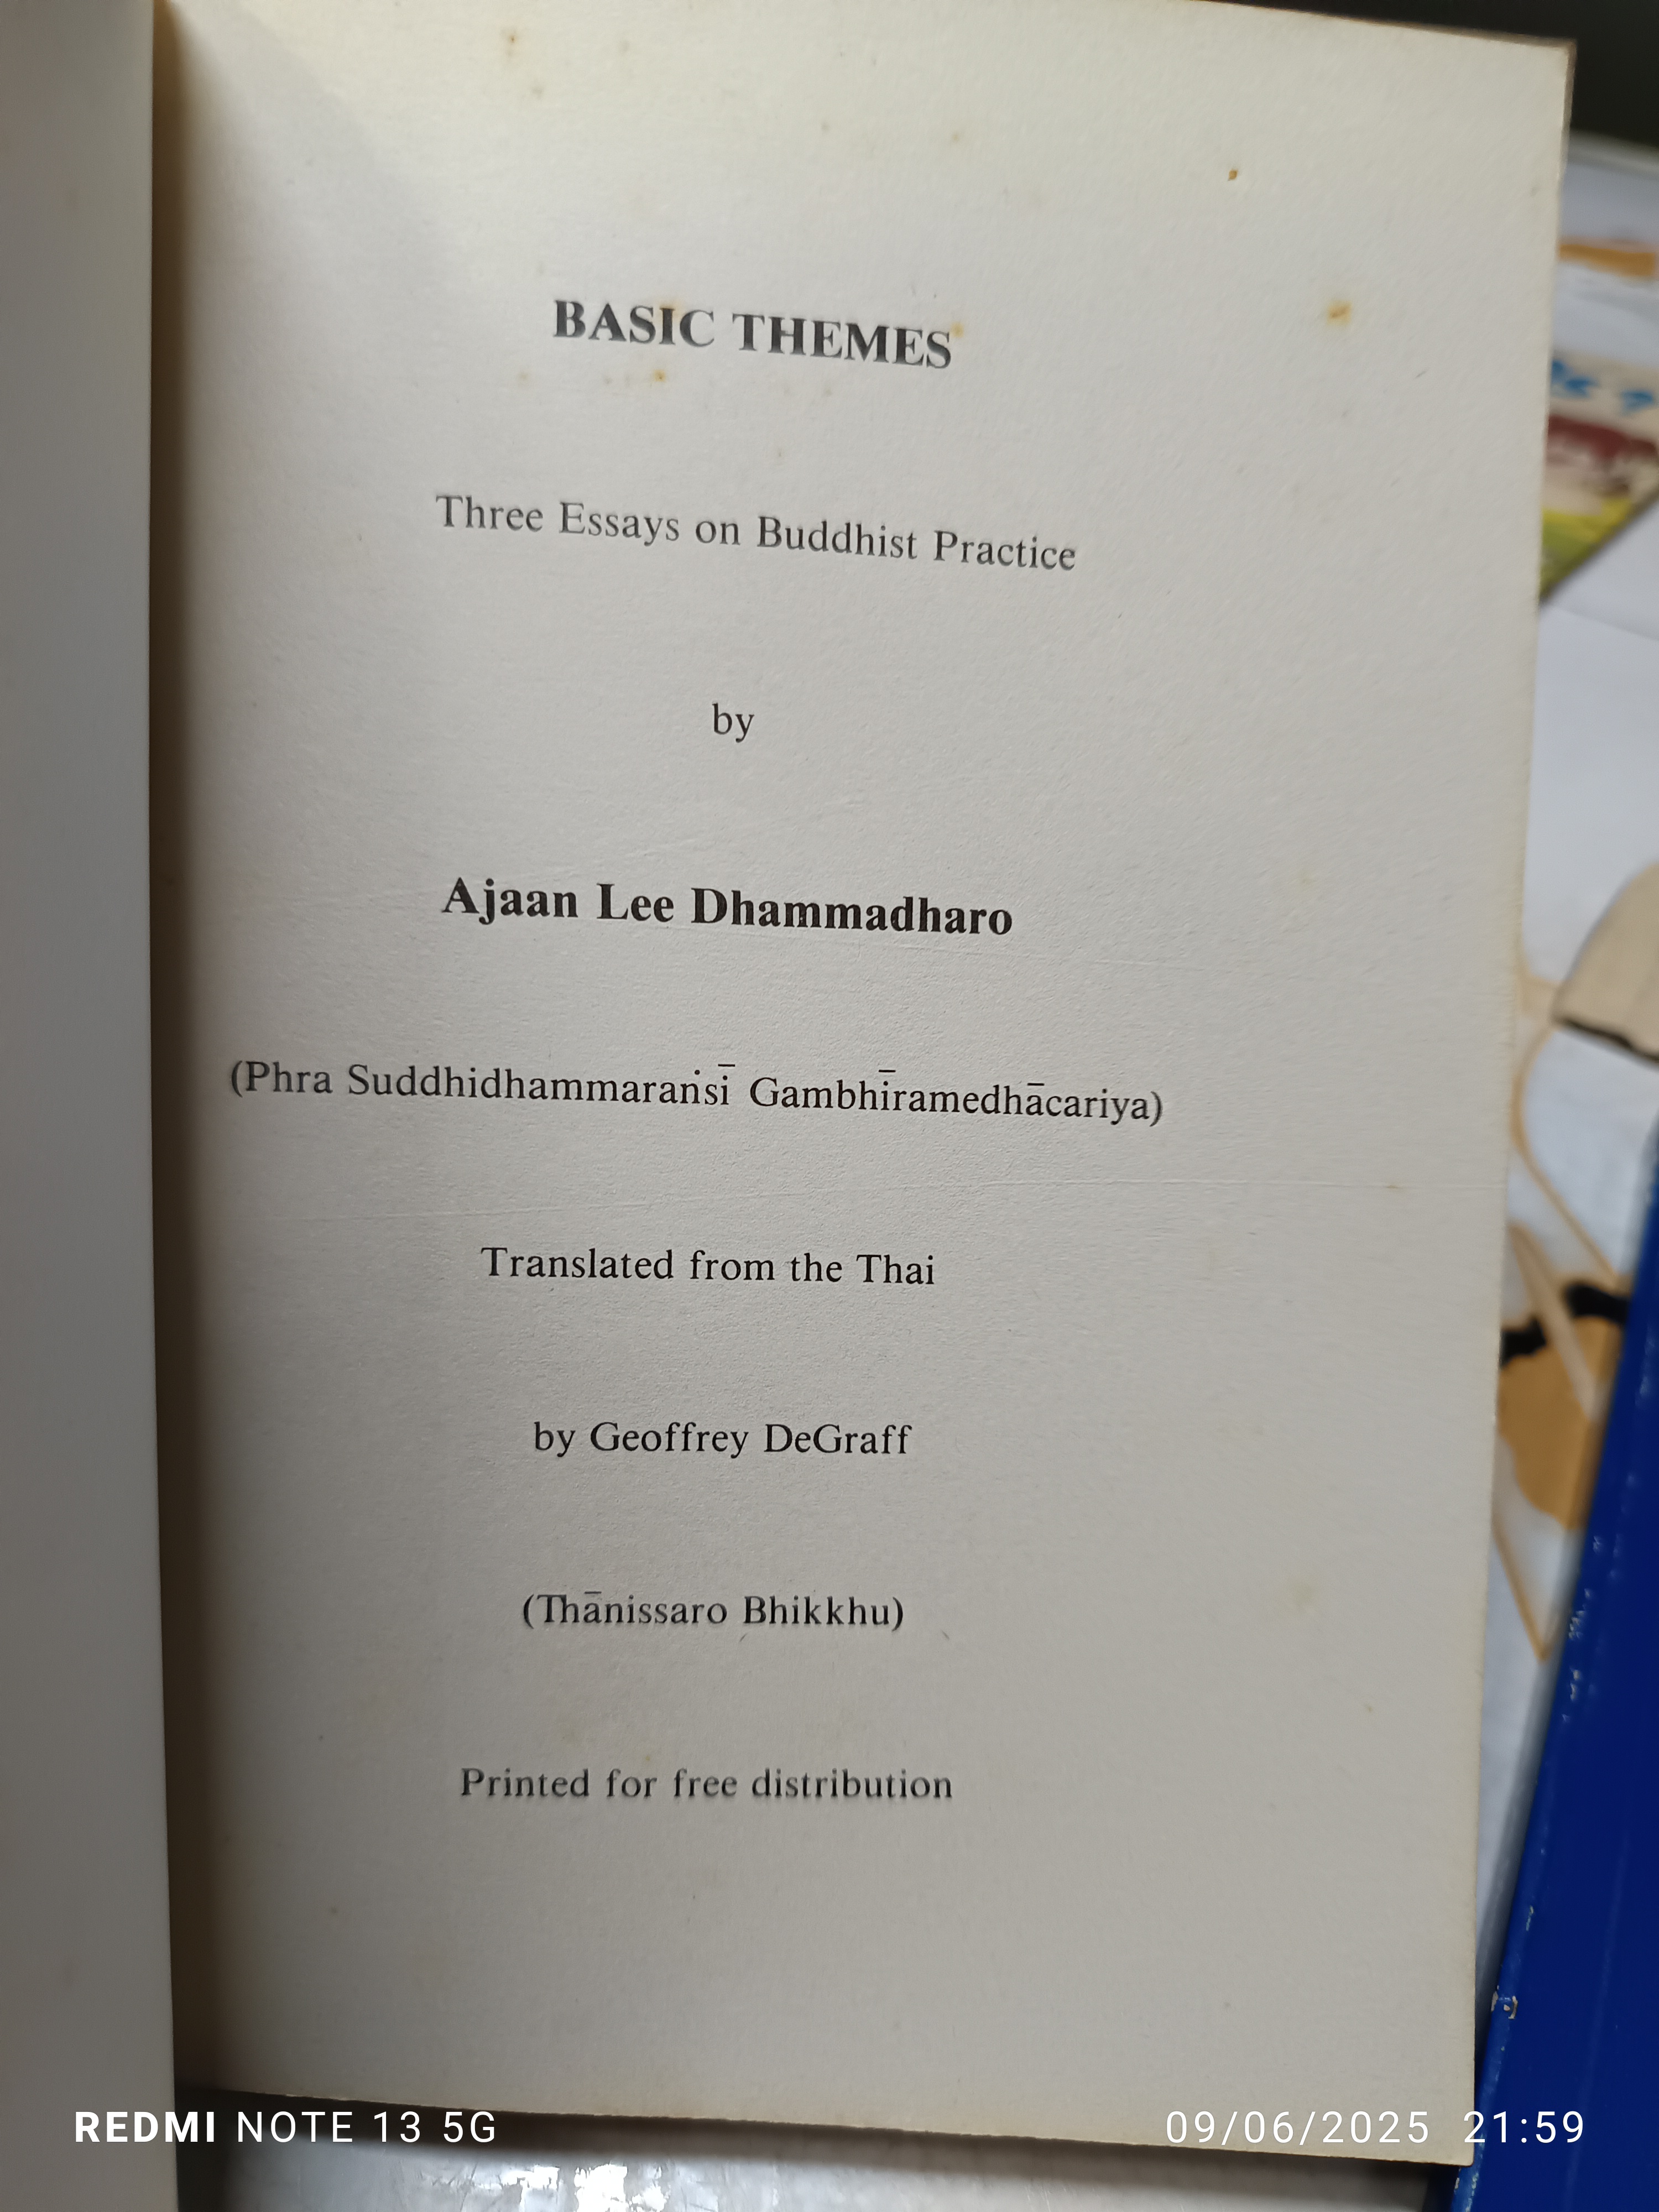 BASIC THEMES
Three Essays on Buddhist Practice
by
Ajaan Lee Dhammadharo
(Phra Suddhidhammaraṅsī Gambhīramedhācariya)
Translated from the Thai
by Geoffrey DeGraff
(Thānissaro Bhikkhu)
Printed for free distribution
REDMI NOTE 13 5G
09/06/2025 21:59